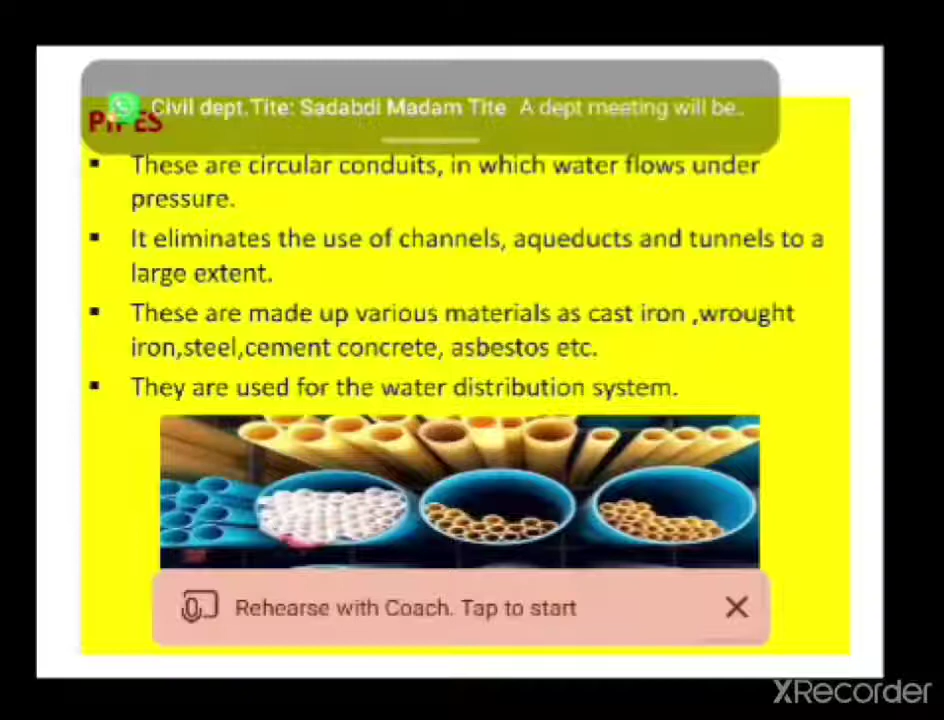 Civil dept.Tite: Sadabdi Madam Tite A dept meeting will be..
PIPES
▪ These are circular conduits, in which water flows under
pressure.
▪ It eliminates the use of channels, aqueducts and tunnels to a
large extent.
▪ These are made up various materials as cast iron ,wrought
iron,steel,cement concrete, asbestos etc.
▪ They are used for the water distribution system.
Rehearse with Coach. Tap to start
XRecorder